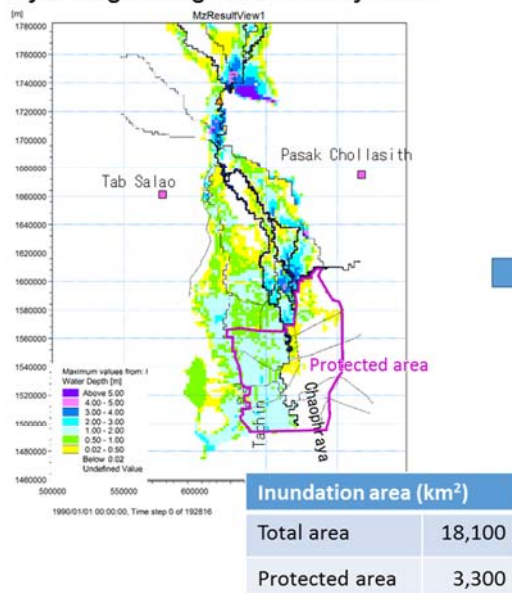 [m]
MzResultView1
1780000
1760000
1740000
1720000
1700000
1680000
1660000
1640000
1620000
1600000
1580000
1560000
1540000
1520000
1500000
1480000
1460000
Tab Salao
Pasak Chollasith
Protected area
Tachin
Chaophraya
Maximum values from: I
Water Depth [m]
Above 5.00
4.00 - 5.00
3.00 - 4.00
2.00 - 3.00
1.00 - 2.00
0.50 - 1.00
0.02 - 0.50
Below 0.02
Undefined Value
500000 550000 600000
1990/01/01 00:00:00, Time step 0 of 192816
Inundation area (km²)
Total area 18,100
Protected area 3,300